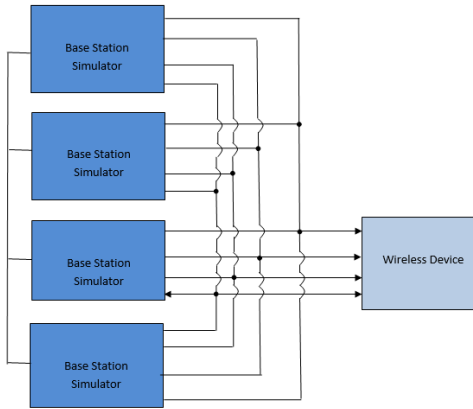 Base Station
Simulator
Base Station
Simulator
Base Station
Simulator
Wireless Device
Base Station
Simulator